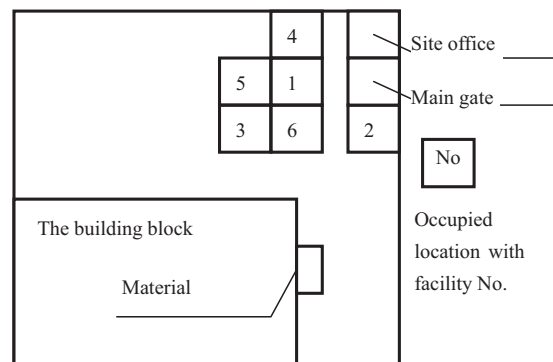 4
Site office
5 1
Main gate
3 6 2
No
The building block
Occupied
location with
facility No.
Material